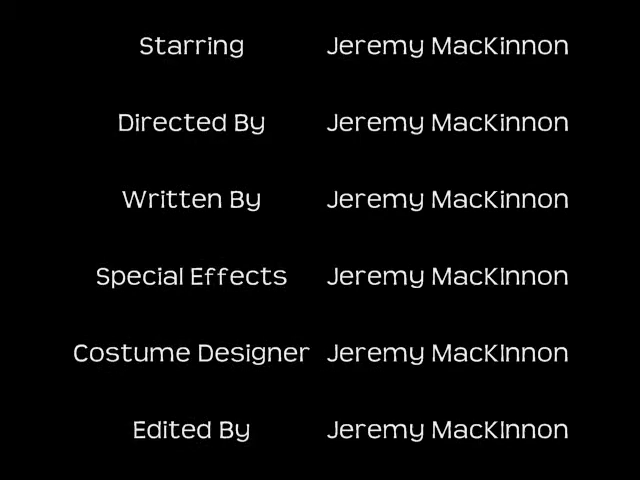 Starring Jeremy MacKinnon
Directed By Jeremy MacKinnon
Written By Jeremy MacKinnon
Special Effects Jeremy MacKInnon
Costume Designer Jeremy MacKInnon
Edited By Jeremy MacKInnon